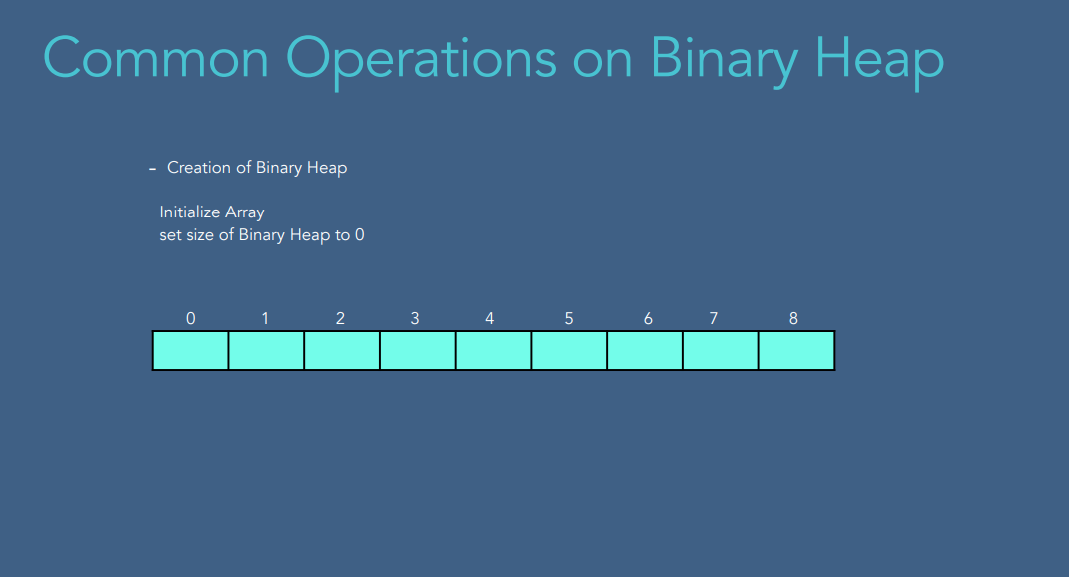 Common Operations on Binary Heap
- Creation of Binary Heap
Initialize Array
set size of Binary Heap to 0
0 1 2 3 4 5 6 7 8